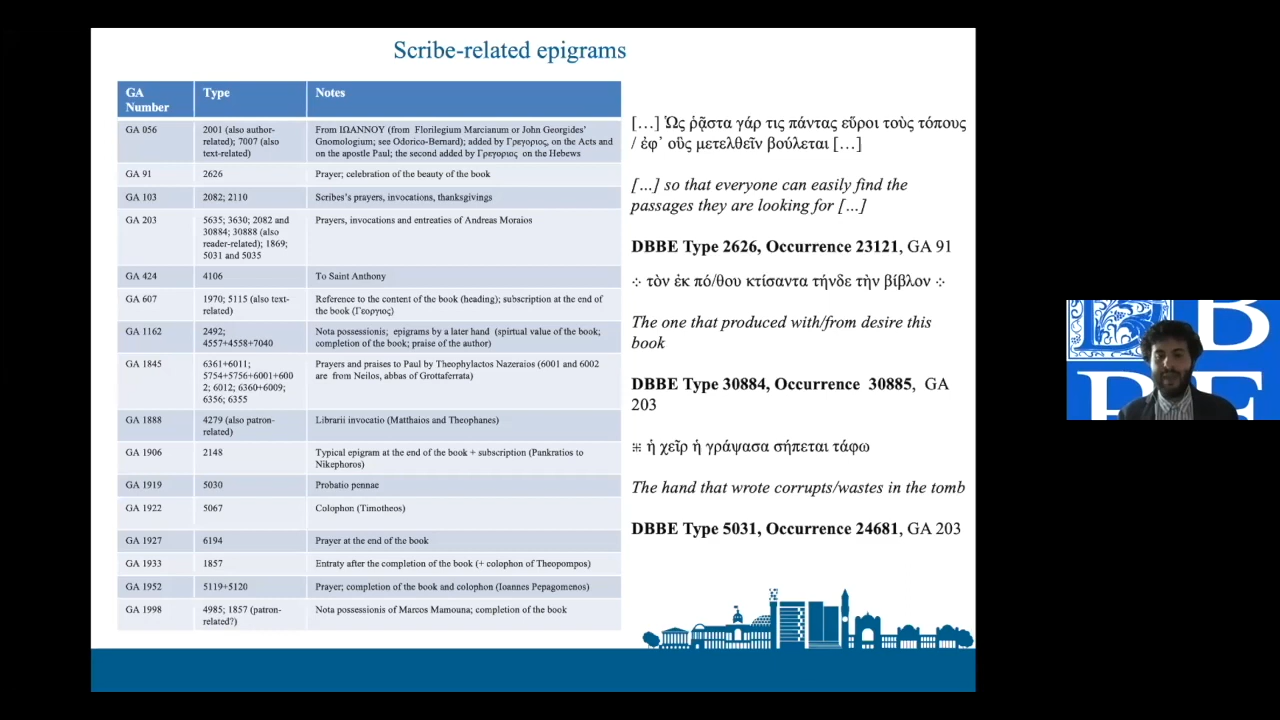 Scribe-related epigrams
GA Number
Type
Notes
GA 056
2001 (also author-related); 7007 (also text-related)
From ΙΩΑΝΝΟΥ (from Florilegium Marcianum or John Georgides’ Gnomologium; see Odorico-Bernard); added by Γρεγοριος, on the Acts and on the apostle Paul; the second added by Γρεγοριος on the Hebews
GA 91
2626
Prayer; celebration of the beauty of the book
GA 103
2082; 2110
Scribes’s prayers, invocations, thanksgivings
GA 203
5635; 3630; 2082 and 30884; 30888 (also reader-related); 1869; 5031 and 5035
Prayers, invocations and entreaties of Andreas Moraios
GA 424
4106
To Saint Anthony
GA 607
1970; 5115 (also text-related)
Reference to the content of the book (heading); subscription at the end of the book (Γεοργιος)
GA 1162
2492; 4557+4558+7040
Nota possessionis; epigrams by a later hand (spirtual value of the book; completion of the book; praise of the author)
GA 1845
6361+6011; 5754+5756+6001+6002; 6012; 6360+6009; 6356; 6355
Prayers and praises to Paul by Theophylactos Nazeraios (6001 and 6002 are from Neilos, abbas of Grottaferrata)
GA 1888
4279 (also patron-related)
Librarii invocatio (Matthaios and Theophanes)
GA 1906
2148
Typical epigram at the end of the book + subscription (Pankratios to Nikephoros)
GA 1919
5030
Probatio pennae
GA 1922
5067
Colophon (Timotheos)
GA 1927
6194
Prayer at the end of the book
GA 1933
1857
Entraty after the completion of the book (+ colophon of Theopompos)
GA 1952
5119+5120
Prayer; completion of the book and colophon (Ioannes Pepagomenos)
GA 1998
4985; 1857 (patron-related?)
Nota possessionis of Marcos Mamouna; completion of the book
[…] Ὡς ῥᾷστα γάρ τις πάντας εὕροι τοὺς τόπους
/ ἐφ᾿ οὓς μετελθεῖν βούλεται […]
[…] so that everyone can easily find the
passages they are looking for […]
DBBE Type 2626, Occurrence 23121, GA 91
⁘ τὸν ἐκ πό/θου κτίσαντα τήνδε τὴν βίβλον ⁘
The one that produced with/from desire this
book
DBBE Type 30884, Occurrence 30885, GA
203
※ ἡ χεῖρ ἡ γράψασα σήπεται τάφω
The hand that wrote corrupts/wastes in the tomb
DBBE Type 5031, Occurrence 24681, GA 203